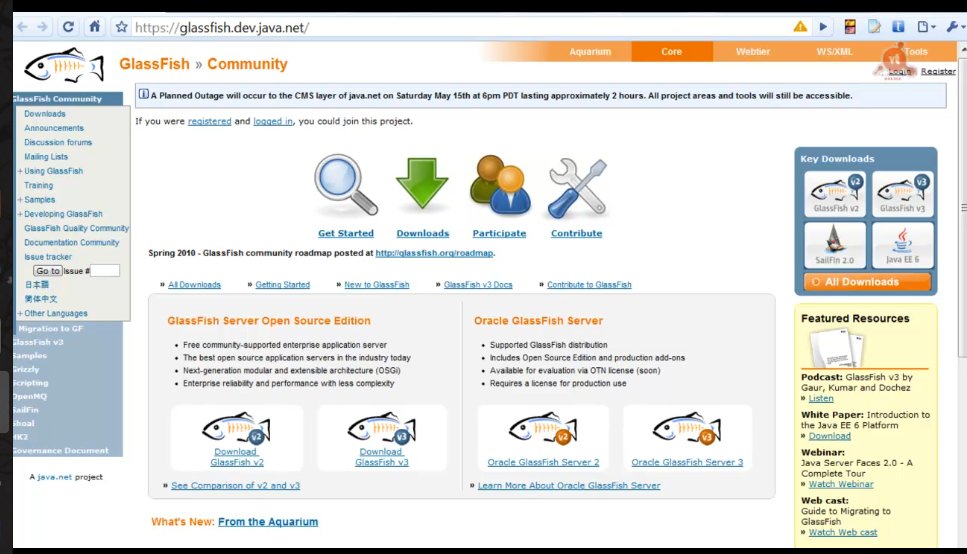 https://glassfish.dev.java.net/
GlassFish » Community
Aquarium Core Webtier WS/XML Tools
Login Register
A Planned Outage will occur to the CMS layer of java.net on Saturday May 15th at 6pm PDT lasting approximately 2 hours. All project areas and tools will still be accessible.
If you were registered and logged in, you could join this project.
GlassFish Community
Downloads
Announcements
Discussion forums
Mailing Lists
+ Using GlassFish
Training
+ Samples
+ Developing GlassFish
GlassFish Quality Community
Documentation Community
Issue tracker
Go to Issue #
日本語
简体中文
+ Other Languages
Migration to GF
GlassFish v3
Samples
Grizzly
Scripting
OpenMQ
SailFin
Shoal
HK2
Governance Document
A java.net project
Get Started Downloads Participate Contribute
Spring 2010 - GlassFish community roadmap posted at http://glassfish.org/roadmap.
» All Downloads » Getting Started » New to GlassFish » GlassFish v3 Docs » Contribute to GlassFish
GlassFish Server Open Source Edition
• Free community-supported enterprise application server
• The best open source application servers in the industry today
• Next-generation modular and extensible architecture (OSGi)
• Enterprise reliability and performance with less complexity
v2
Download
GlassFish v2
v3
Download
GlassFish v3
» See Comparison of v2 and v3
Oracle GlassFish Server
• Supported GlassFish distribution
• Includes Open Source Edition and production add-ons
• Available for evaluation via OTN license (soon)
• Requires a license for production use
v2
Oracle GlassFish Server 2
v3
Oracle GlassFish Server 3
» Learn More About Oracle GlassFish Server
What's New: From the Aquarium
Key Downloads
v2
GlassFish v2
v3
GlassFish v3
SailFin 2.0
Java EE 6
All Downloads
Featured Resources
Podcast: GlassFish v3 by
Gaur, Kumar and Dochez
» Listen
White Paper: Introduction to
the Java EE 6 Platform
» Download
Webinar:
Java Server Faces 2.0 - A
Complete Tour
» Watch Webinar
Web cast:
Guide to Migrating to
GlassFish
» Watch Web cast